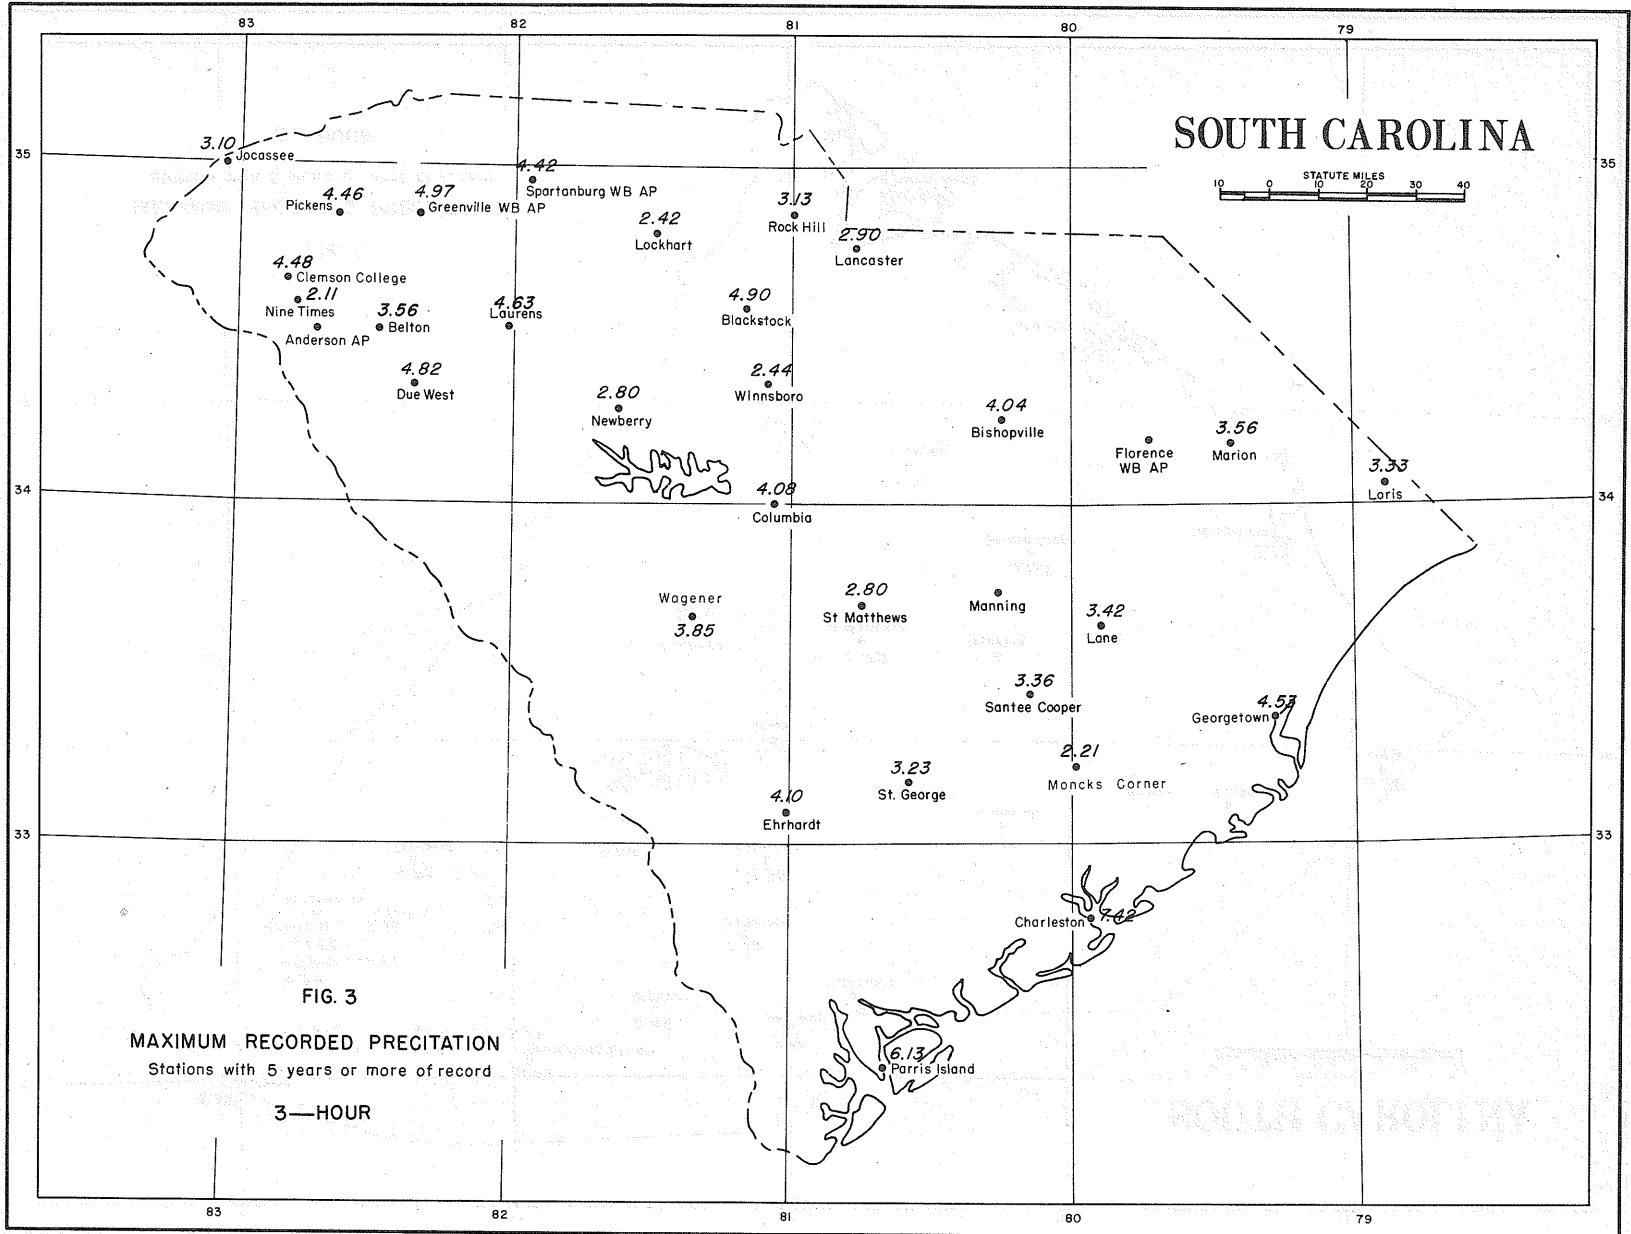 83 82 81 80 79
SOUTH CAROLINA
STATUTE MILES
10 0 10 20 30 40
35 35
3.10
Jocassee
4.42
Spartanburg WB AP
4.46
Pickens
4.97
Greenville WB AP
3.13
Rock Hill
2.42
Lockhart
2.90
Lancaster
4.48
Clemson College
2.11
Nine Times
Anderson AP
3.56
Belton
4.63
Laurens
4.90
Blackstock
4.82
Due West
2.80
Newberry
2.44
Winnsboro
4.04
Bishopville
Florence
WB AP
3.56
Marion
3.33
Loris
34 34
4.08
Columbia
Wagener
3.85
2.80
St Matthews
Manning
3.42
Lane
3.36
Santee Cooper
4.53
Georgetown
2.21
Moncks Corner
3.23
St. George
4.10
Ehrhardt
33 33
Charleston 7.42
6.13
Parris Island
FIG. 3
MAXIMUM RECORDED PRECITATION
Stations with 5 years or more of record
3—HOUR
83 82 81 80 79